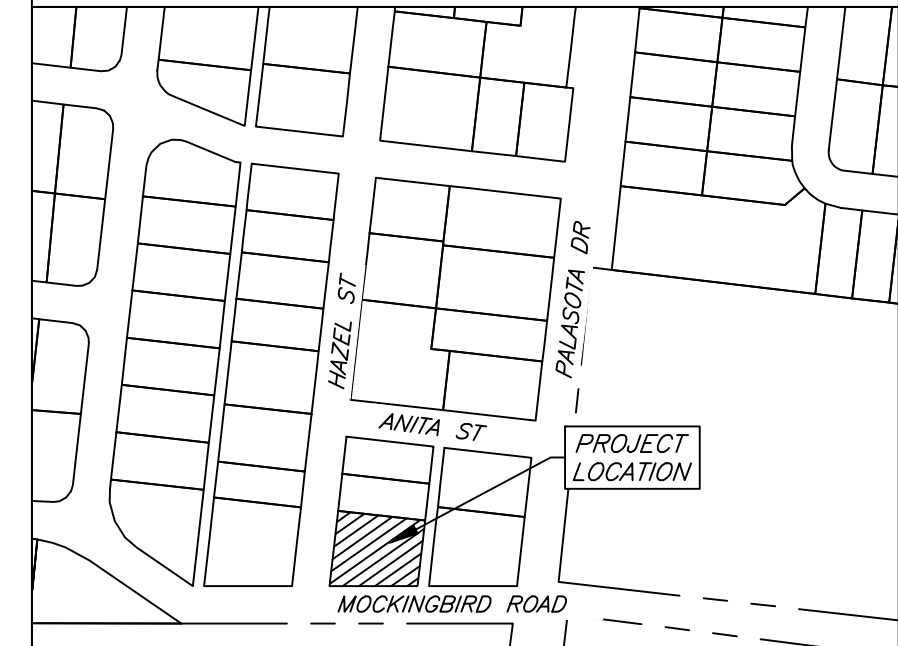 PALASOTA DR
HAZEL ST
ANITA ST
PROJECT
LOCATION
MOCKINGBIRD ROAD